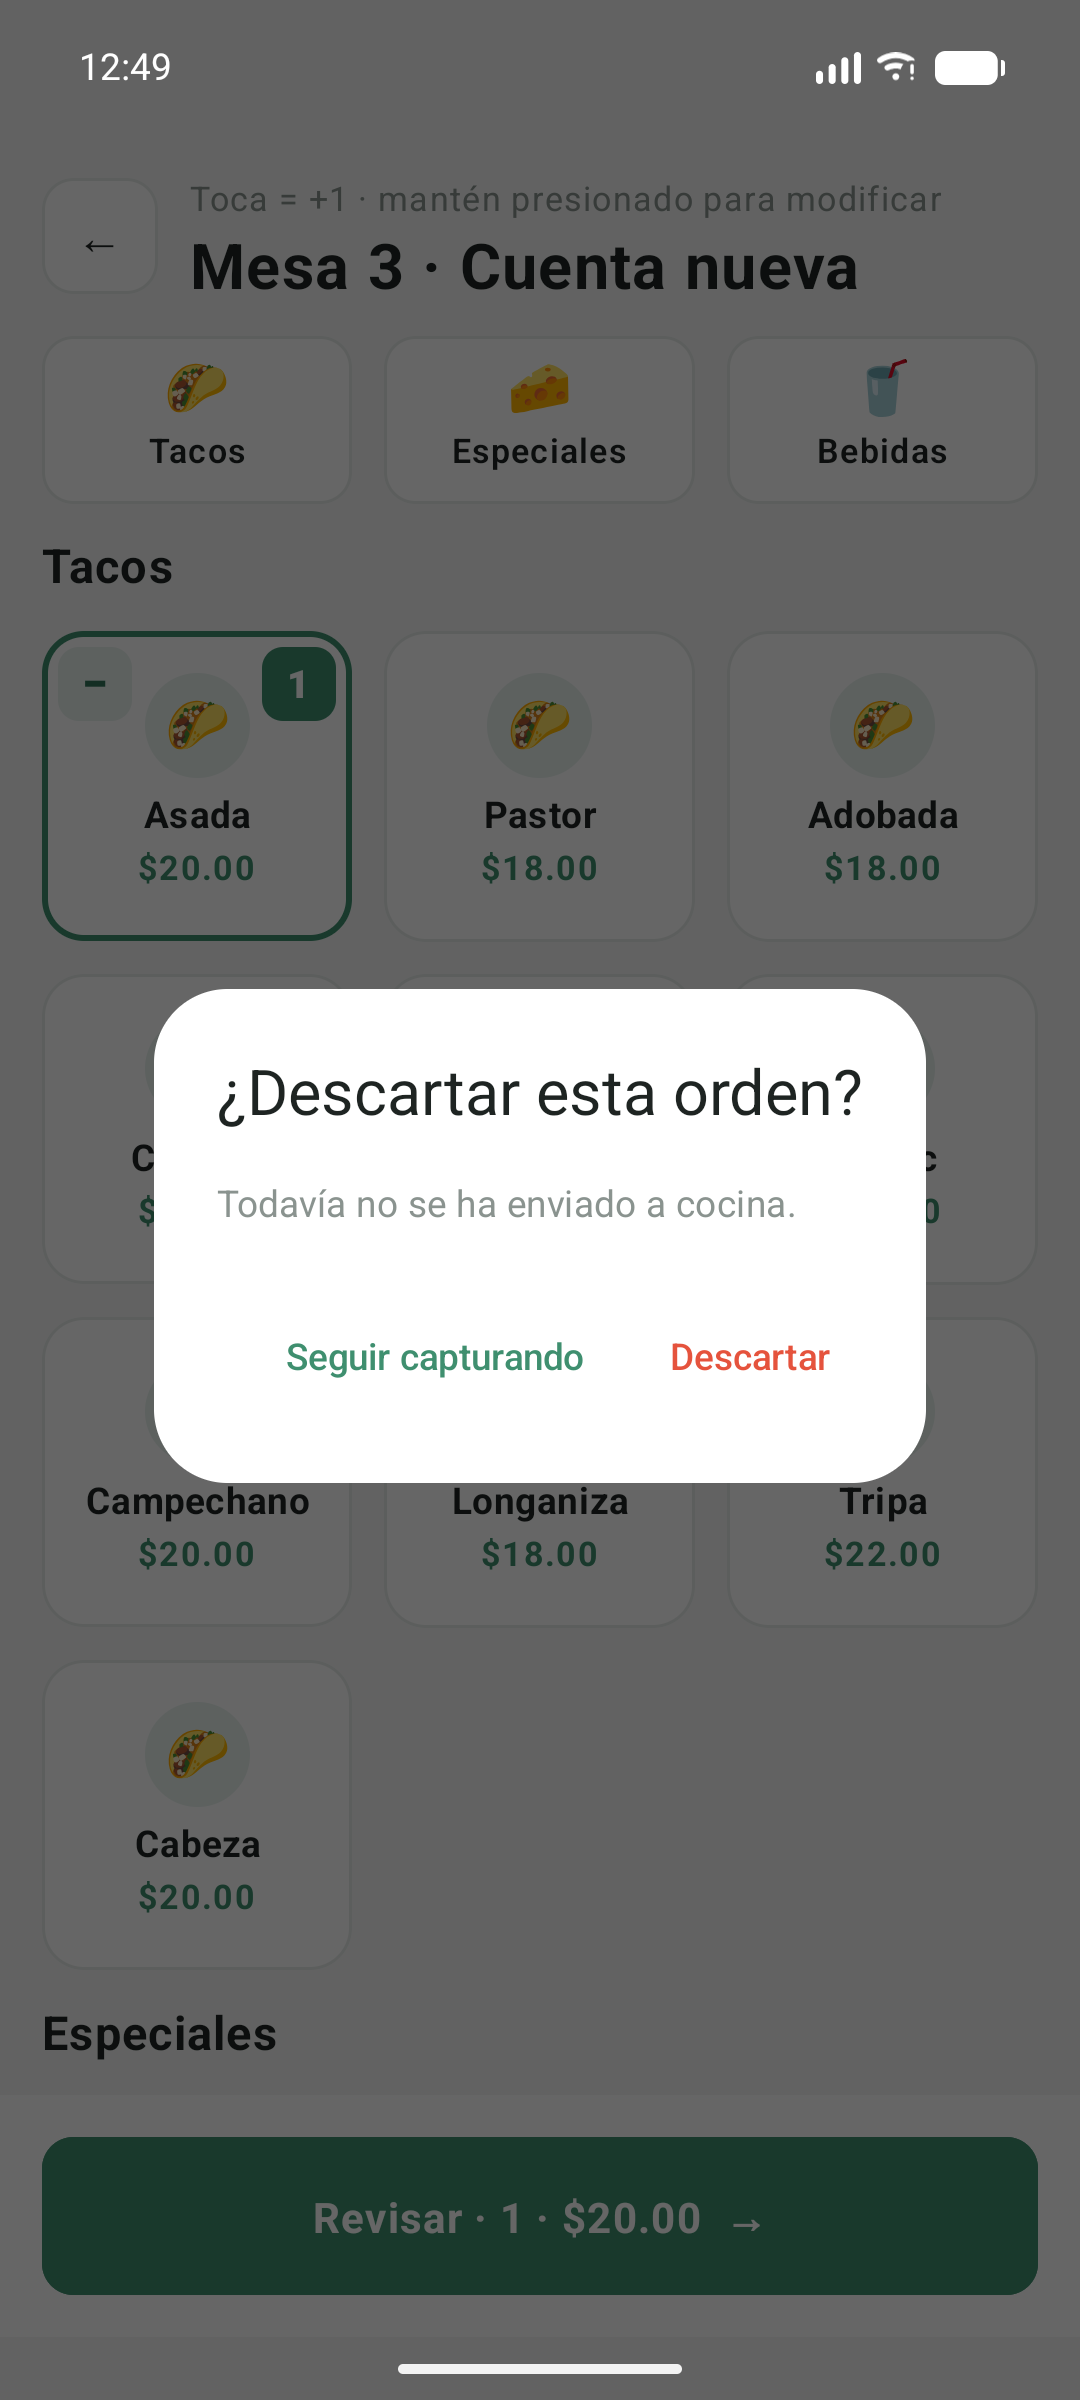 12:49
Toca = +1 · mantén presionado para modificar
←
Mesa 3 · Cuenta nueva
Tacos
Especiales
Bebidas
Tacos
− 1
Asada
$20.00
Pastor
$18.00
Adobada
$18.00
¿Descartar esta orden?
Todavía no se ha enviado a cocina.
Seguir capturando
Descartar
Campechano
$20.00
Longaniza
$18.00
Tripa
$22.00
Cabeza
$20.00
Especiales
Revisar · 1 · $20.00 →